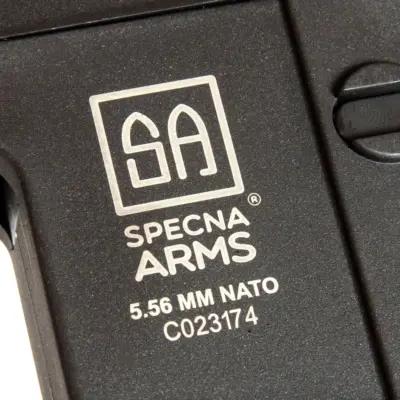 SA
SPECNA®
ARMS
5.56 MM NATO
C023174